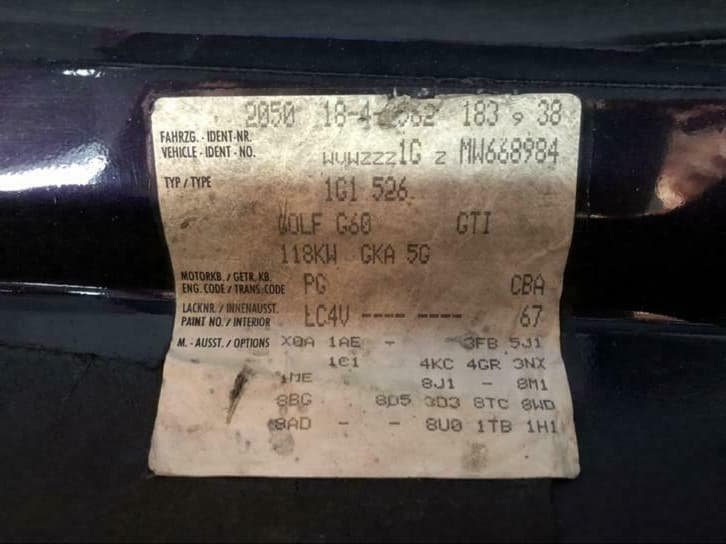 2050 18-4- 562 183 9 38
FAHRZG. - IDENT-NR.
VEHICLE - IDENT - NO. WVWZZZ1G Z MW668984
TYP / TYPE 1G1 526
GOLF G60 GTI
118KW GKA 5G
MOTORKB. / GETR. KB.
ENG. CODE / TRANS. CODE PG CBA
LACKNR. / INNENAUSST.
PAINT NO. / INTERIOR LC4V ---- ---- /67
M. - AUSST. / OPTIONS X0A 1AE - 3FB 5J1
1C1 4KC 4GR 3NX
1ME 8J1 - 8M1
8BG 8D5 3D3 8TC 8WD
8AD - - 8U0 1TB 1H1